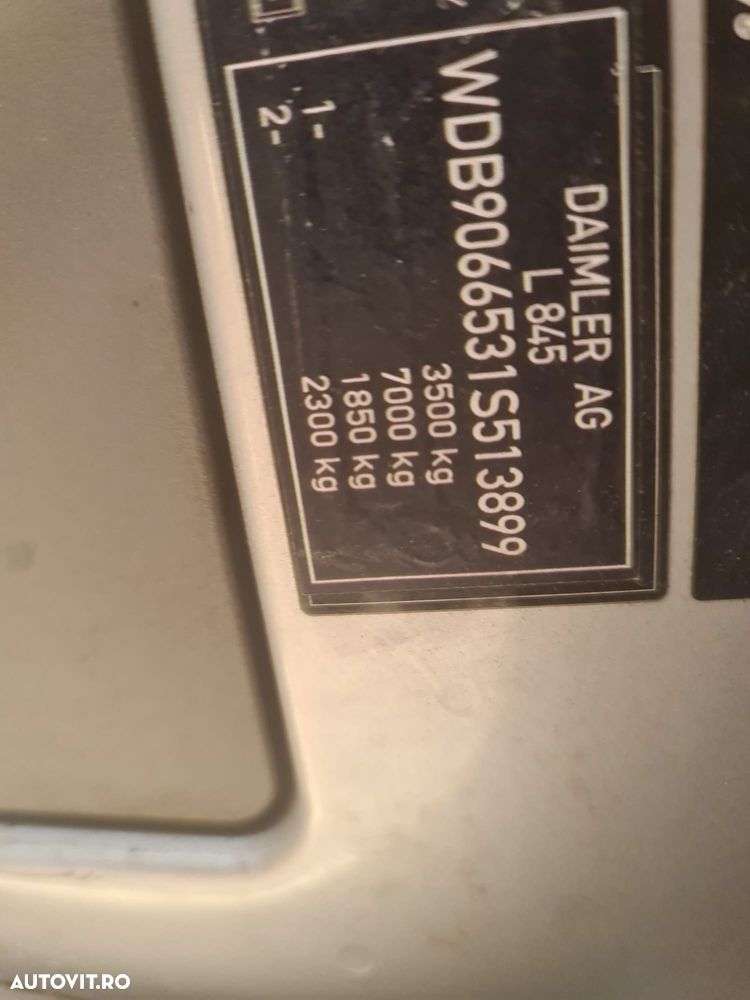 DAIMLER AG
L 845
WDB9066531S513899
3500 kg
7000 kg
1- 1850 kg
2- 2300 kg
AUTOVIT.RO